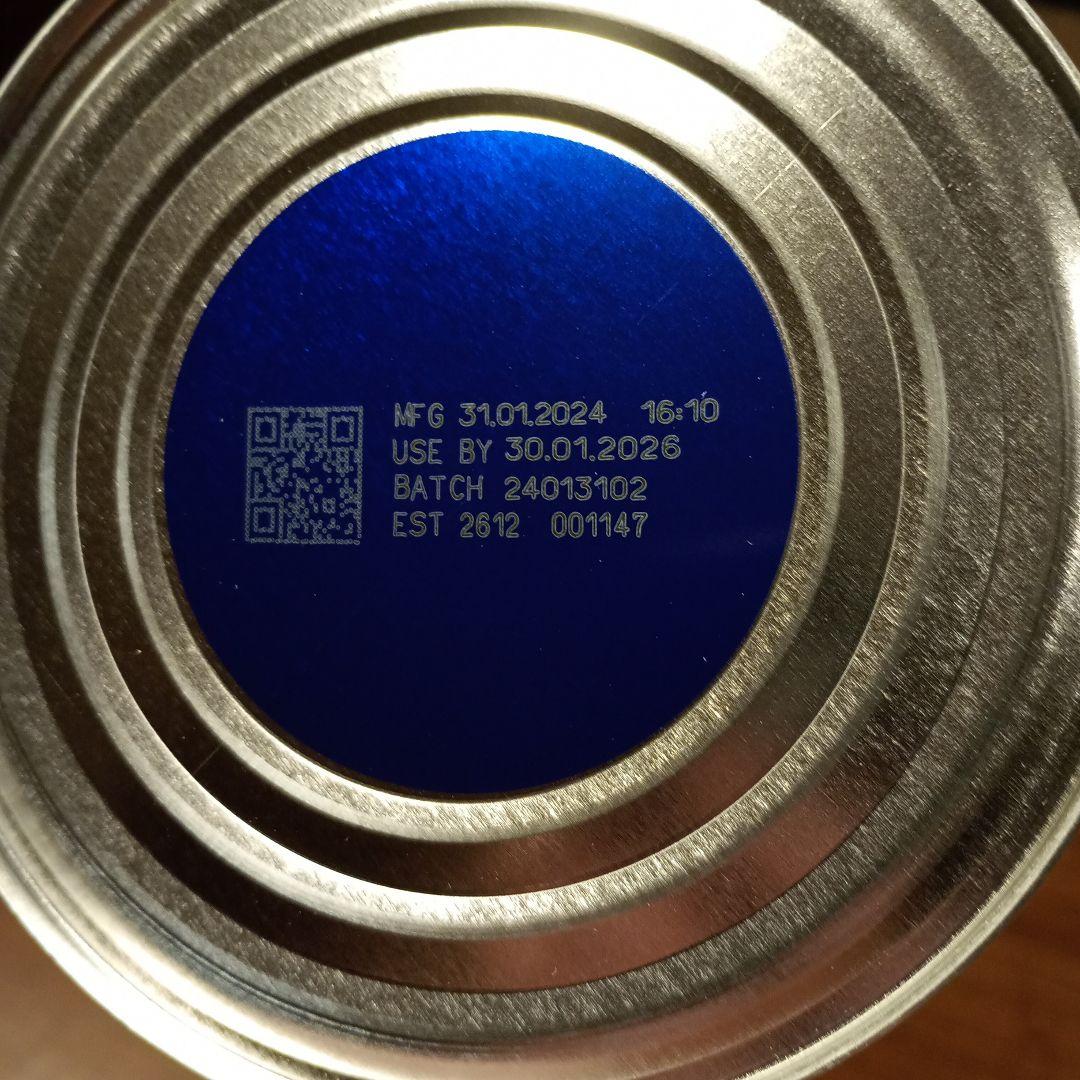 MFG 31.01.2024 16:10
USE BY 30.01.2026
BATCH 24013102
EST 2612 001147